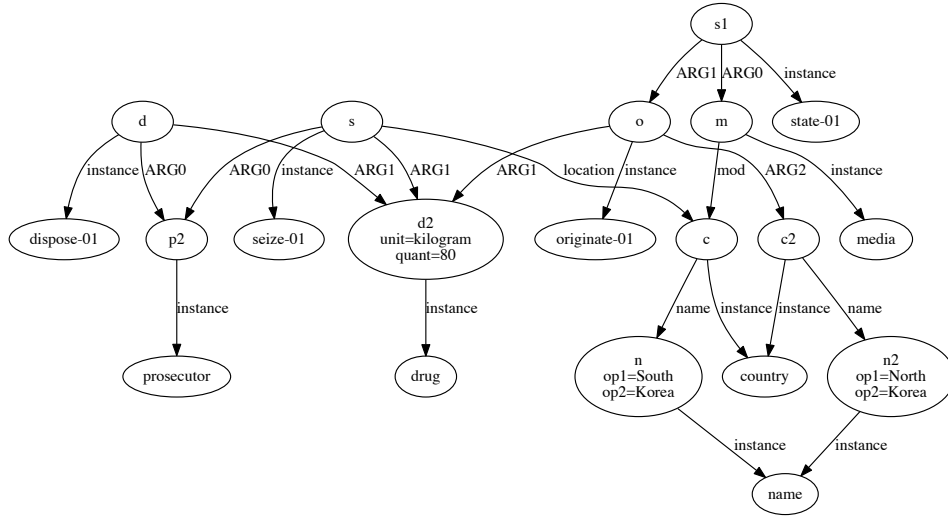 s1
ARG1
ARG0
instance
d
s
o
m
state-01
instance
ARG0
ARG1
ARG0
instance
ARG1
location
ARG1
instance
ARG2
mod
instance
dispose-01
p2
seize-01
d2
unit=kilogram
quant=80
originate-01
c
c2
media
instance
instance
name
instance
instance
name
prosecutor
drug
n
op1=South
op2=Korea
country
n2
op1=North
op2=Korea
instance
instance
name